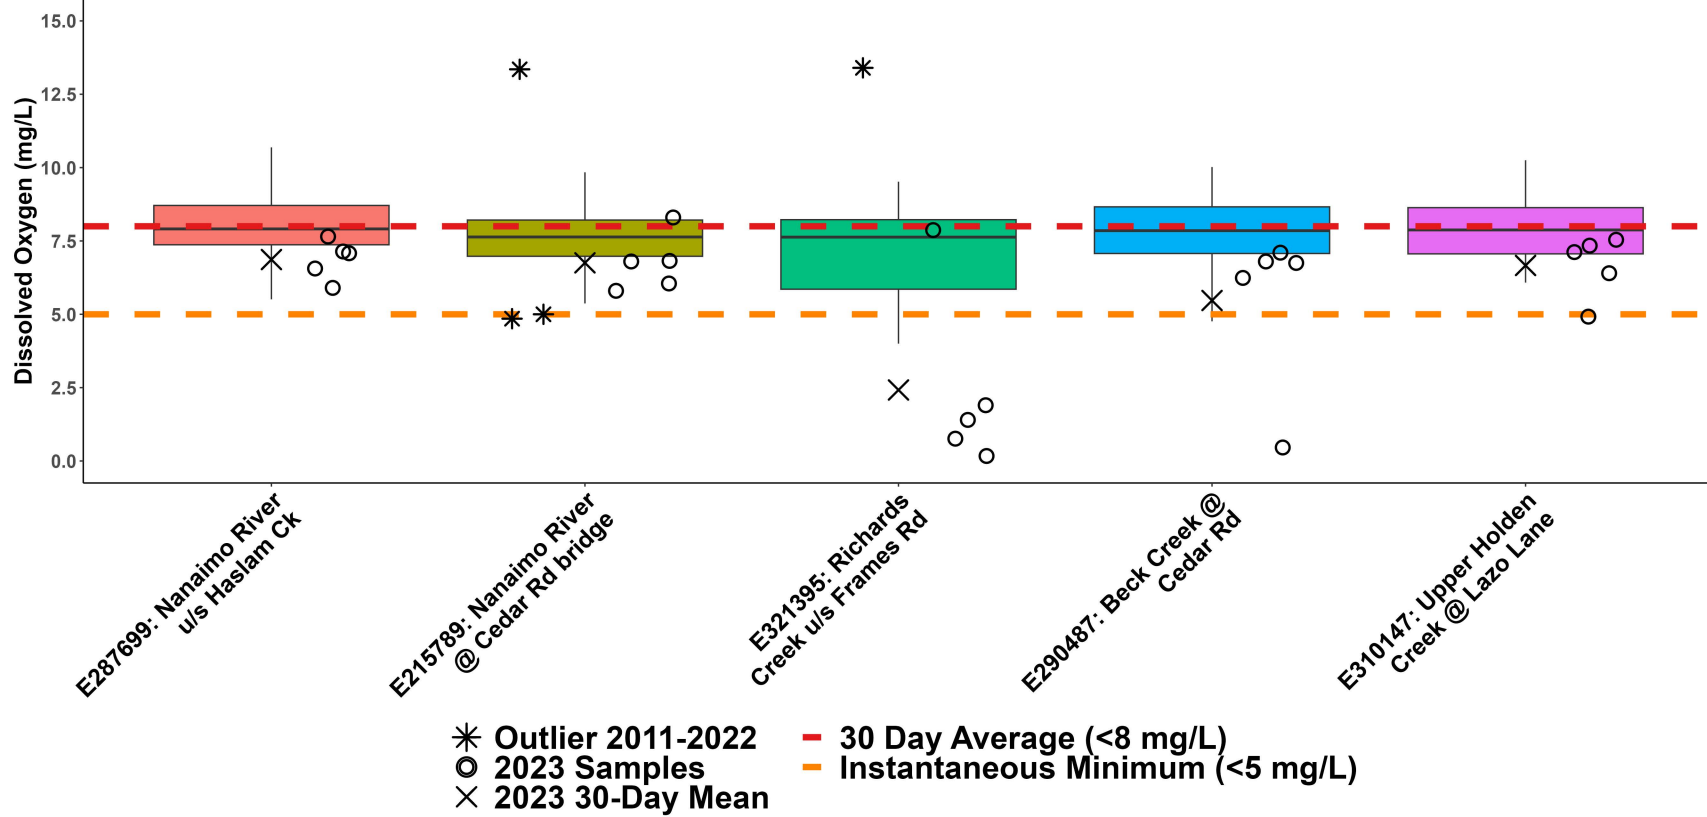 15.0
12.5
10.0
7.5
5.0
2.5
0.0
Dissolved Oxygen (mg/L)
E287699: Nanaimo River
u/s Haslam Ck
E215789: Nanaimo River
@ Cedar Rd bridge
E321395: Richards
Creek u/s Frames Rd
E290487: Beck Creek @
Cedar Rd
E310147: Upper Holden
Creek @ Lazo Lane
Outlier 2011-2022
2023 Samples
2023 30-Day Mean
30 Day Average (<8 mg/L)
Instantaneous Minimum (<5 mg/L)